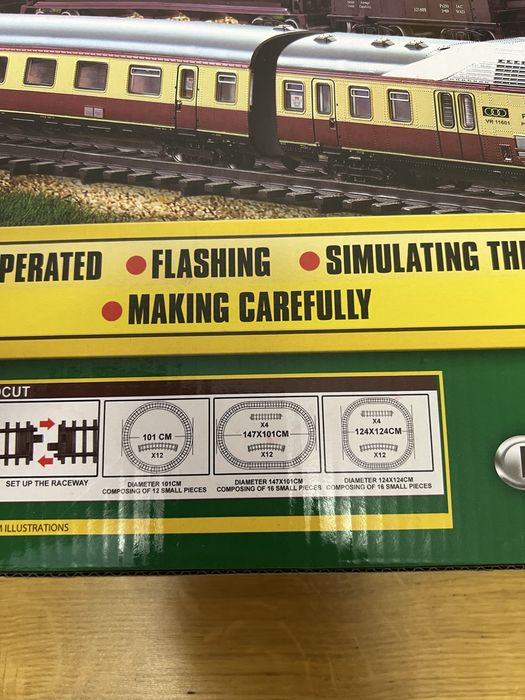 VR 11601
PERATED • FLASHING • SIMULATING TH
• MAKING CAREFULLY
CUT
SET UP THE RACEWAY
101 CM
X12
DIAMETER 101CM
COMPOSING OF 12 SMALL PIECES
X4
147X101CM
X12
DIAMETER 147X101CM
COMPOSING OF 16 SMALL PIECES
X4
124X124CM
X12
DIAMETER 124X124CM
COMPOSING OF 16 SMALL PIECES
ILLUSTRATIONS